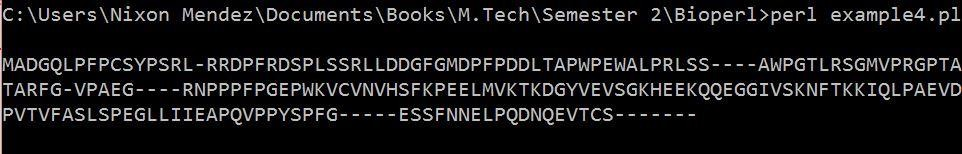 C:\Users\Nixon Mendez\Documents\Books\M.Tech\Semester 2\Bioperl>perl example4.pl
MADGQLPFPCSYPSRL-RRDPFRDSPLSSRLLDDGFGMDPFPDDLTAPWPEWALPRLSS----AWPGTLRSGMVPRGPTA
TARFG-VPAEG----RNPPPFPGEPWKVCVNVHSFKPEELMVKTKDGYVEVSGKHEEKQQEGGIVSKNFTKKIQLPAEVD
PVTVFASLSPEGLLIIEAPQVPPYSPFG-----ESSFNNELPQDNQEVTCS-------